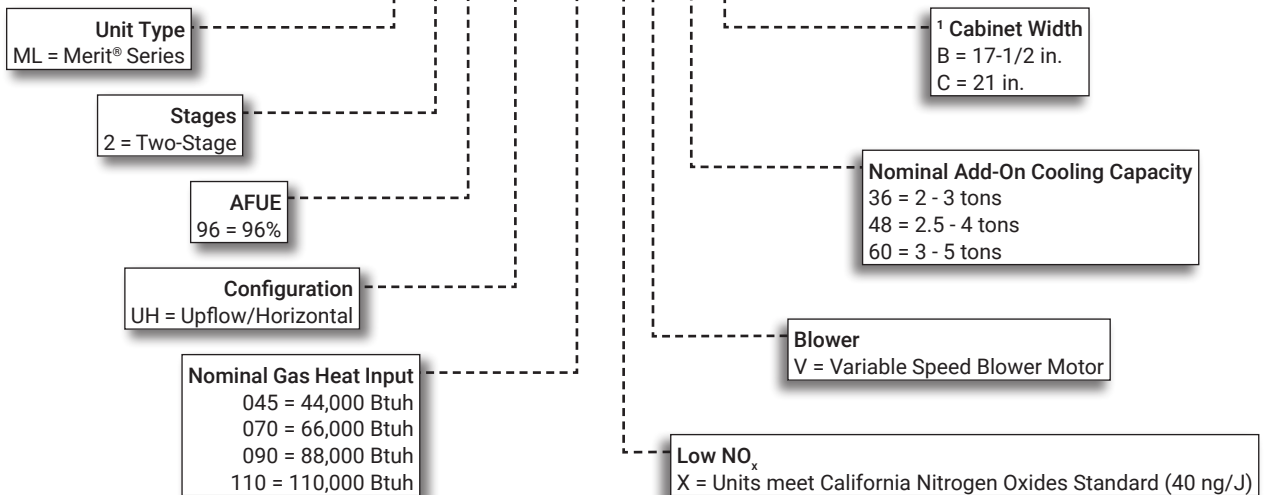 Unit Type
ML = Merit® Series
Stages
2 = Two-Stage
AFUE
96 = 96%
Configuration
UH = Upflow/Horizontal
Nominal Gas Heat Input
045 = 44,000 Btuh
070 = 66,000 Btuh
090 = 88,000 Btuh
110 = 110,000 Btuh
¹ Cabinet Width
B = 17-1/2 in.
C = 21 in.
Nominal Add-On Cooling Capacity
36 = 2 - 3 tons
48 = 2.5 - 4 tons
60 = 3 - 5 tons
Blower
V = Variable Speed Blower Motor
Low NOₓ
X = Units meet California Nitrogen Oxides Standard (40 ng/J)